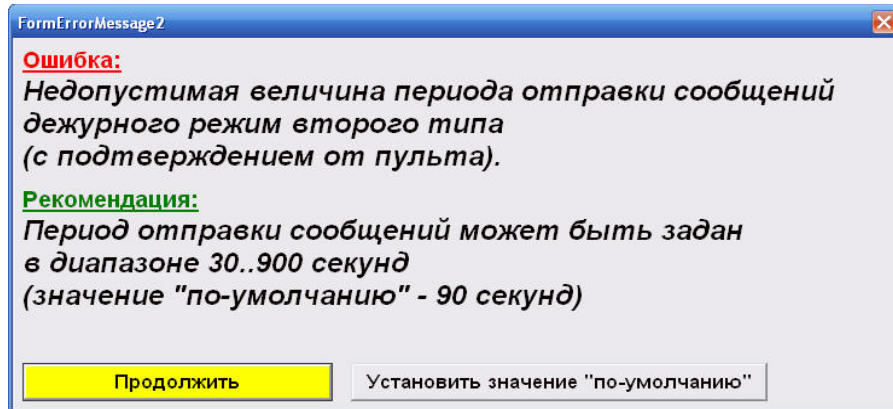 FormErrorMessage2
Ошибка:
Недопустимая величина периода отправки сообщений
дежурного режим второго типа
(с подтверждением от пульта).
Рекомендация:
Период отправки сообщений может быть задан
в диапазоне 30..900 секунд
(значение "по-умолчанию" - 90 секунд)
Продолжить
Установить значение "по-умолчанию"